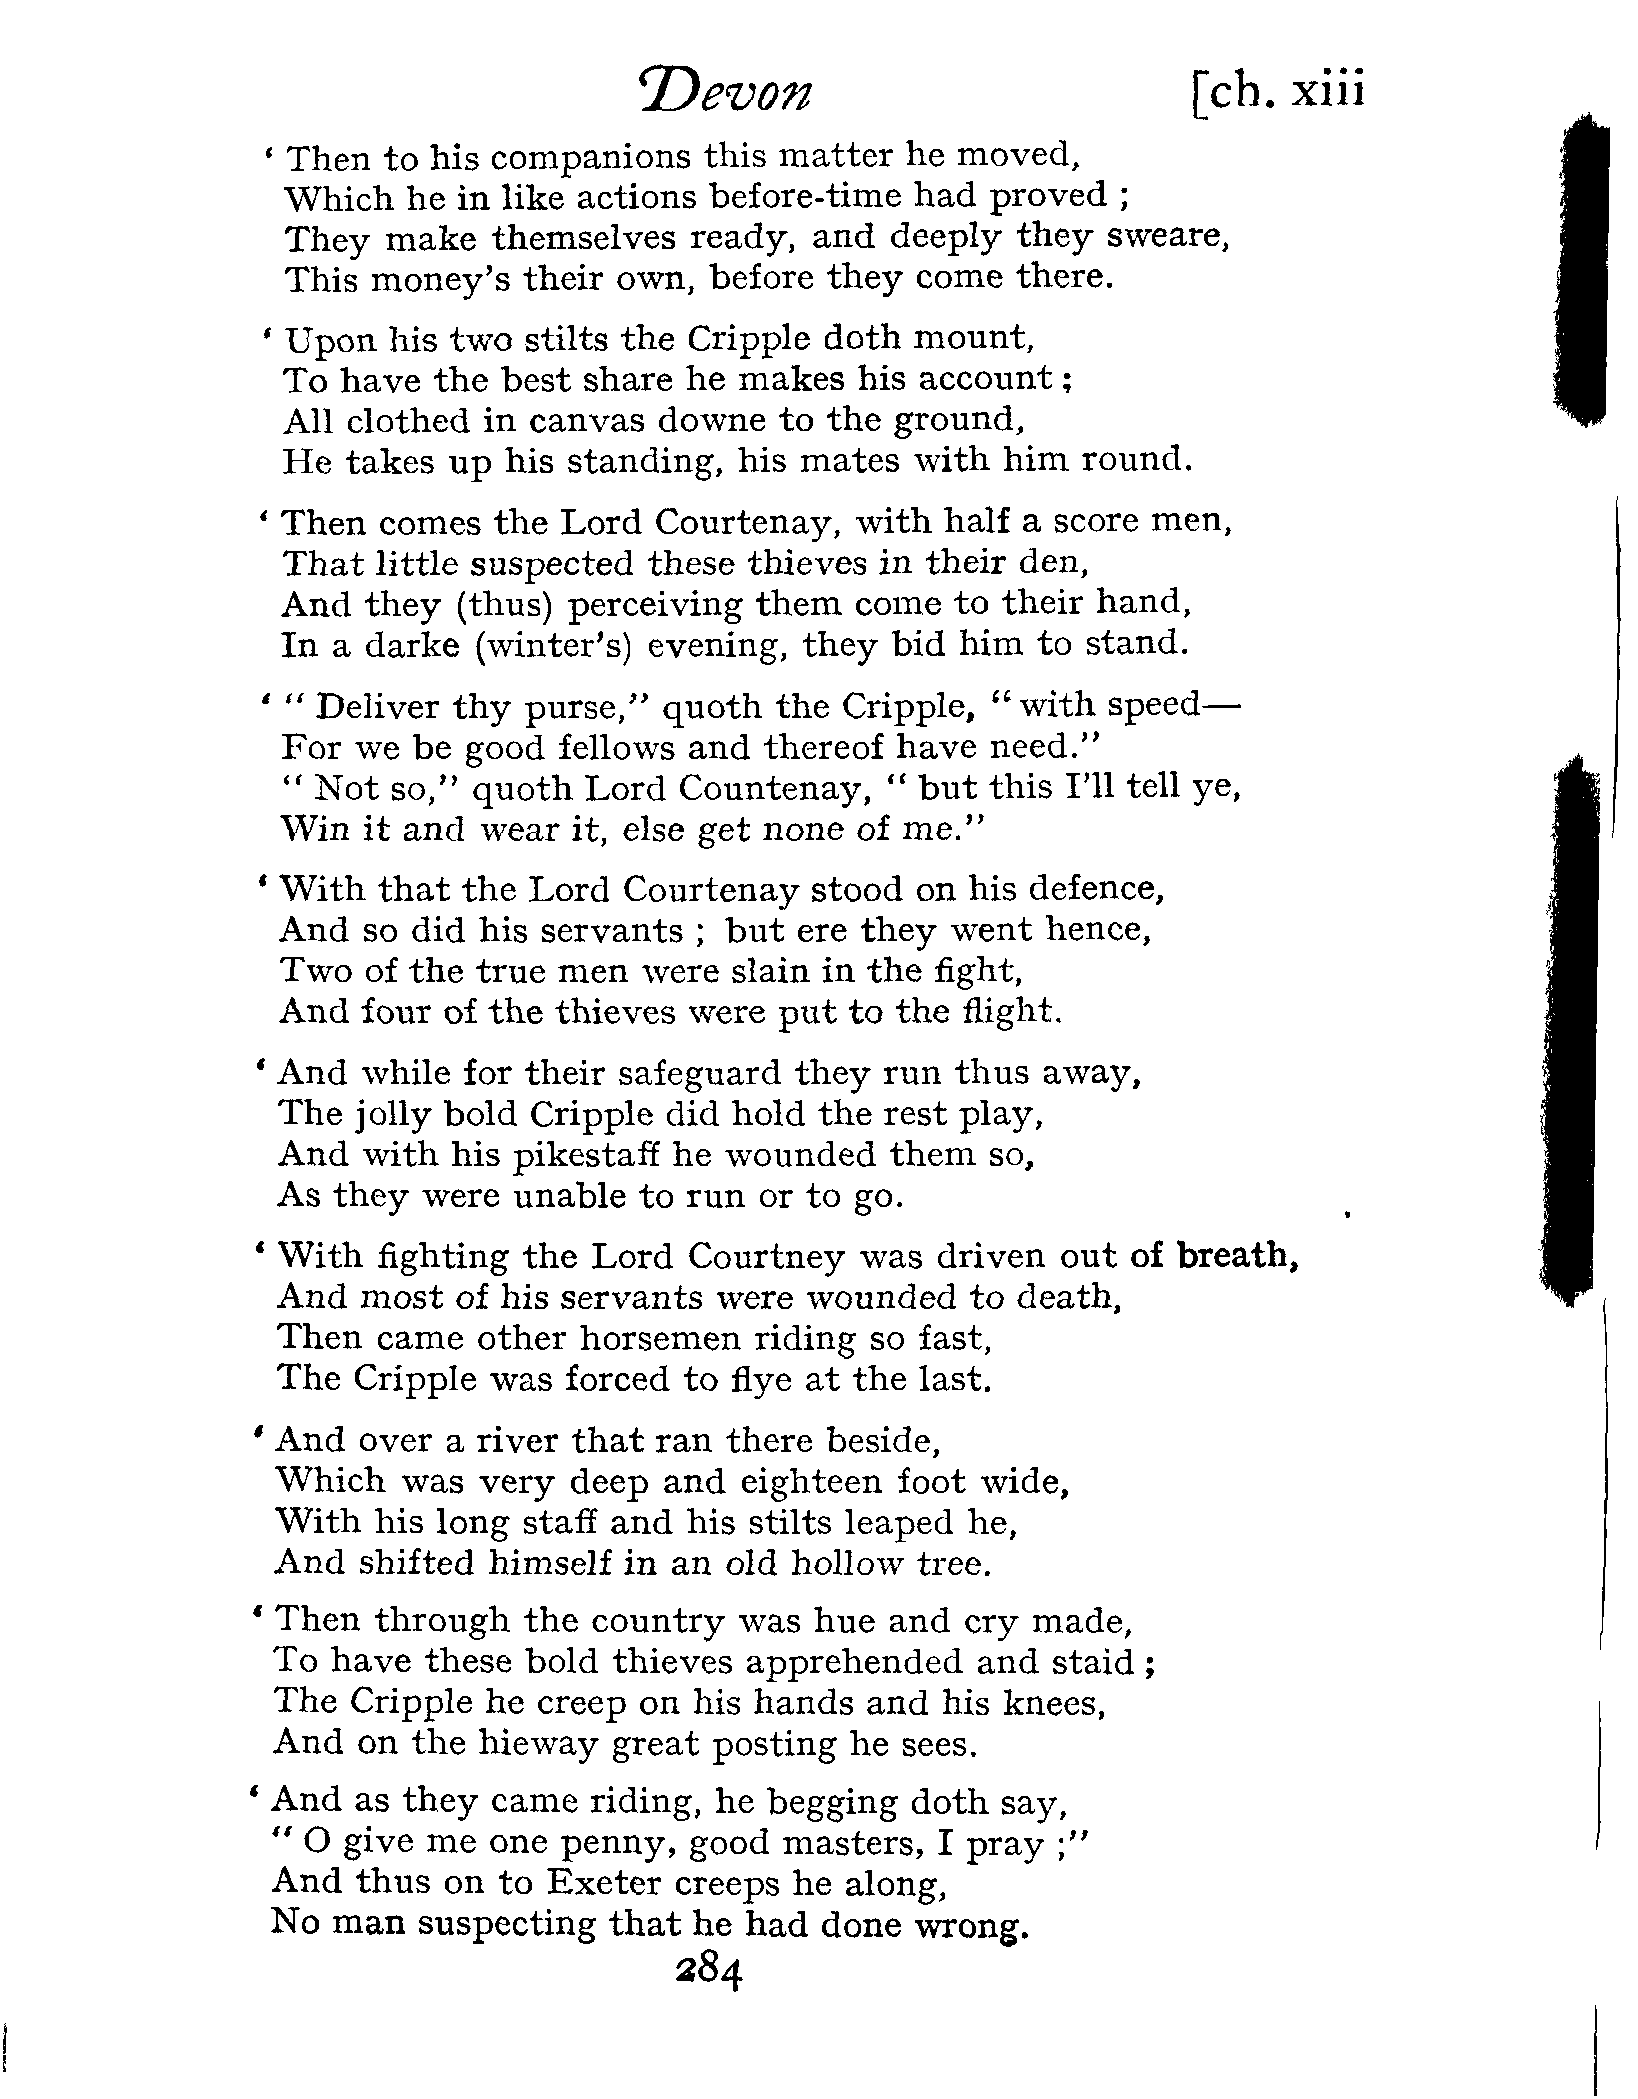 Devon [ch. xiii
‘ Then to his companions this matter he moved,
Which he in like actions before-time had proved ;
They make themselves ready, and deeply they sweare,
This money’s their own, before they come there.
‘ Upon his two stilts the Cripple doth mount,
To have the best share he makes his account ;
All clothed in canvas downe to the ground,
He takes up his standing, his mates with him round.
‘ Then comes the Lord Courtenay, with half a score men,
That little suspected these thieves in their den,
And they (thus) perceiving them come to their hand,
In a darke (winter’s) evening, they bid him to stand.
‘ “ Deliver thy purse,” quoth the Cripple, “ with speed—
For we be good fellows and thereof have need.”
“ Not so,” quoth Lord Countenay, “ but this I’ll tell ye,
Win it and wear it, else get none of me.”
‘ With that the Lord Courtenay stood on his defence,
And so did his servants ; but ere they went hence,
Two of the true men were slain in the fight,
And four of the thieves were put to the flight.
‘ And while for their safeguard they run thus away,
The jolly bold Cripple did hold the rest play,
And with his pikestaff he wounded them so,
As they were unable to run or to go.
‘ With fighting the Lord Courtney was driven out of breath,
And most of his servants were wounded to death,
Then came other horsemen riding so fast,
The Cripple was forced to flye at the last.
‘ And over a river that ran there beside,
Which was very deep and eighteen foot wide,
With his long staff and his stilts leaped he,
And shifted himself in an old hollow tree.
‘ Then through the country was hue and cry made,
To have these bold thieves apprehended and staid ;
The Cripple he creep on his hands and his knees,
And on the hieway great posting he sees.
‘ And as they came riding, he begging doth say,
“ O give me one penny, good masters, I pray ;”
And thus on to Exeter creeps he along,
No man suspecting that he had done wrong.
284